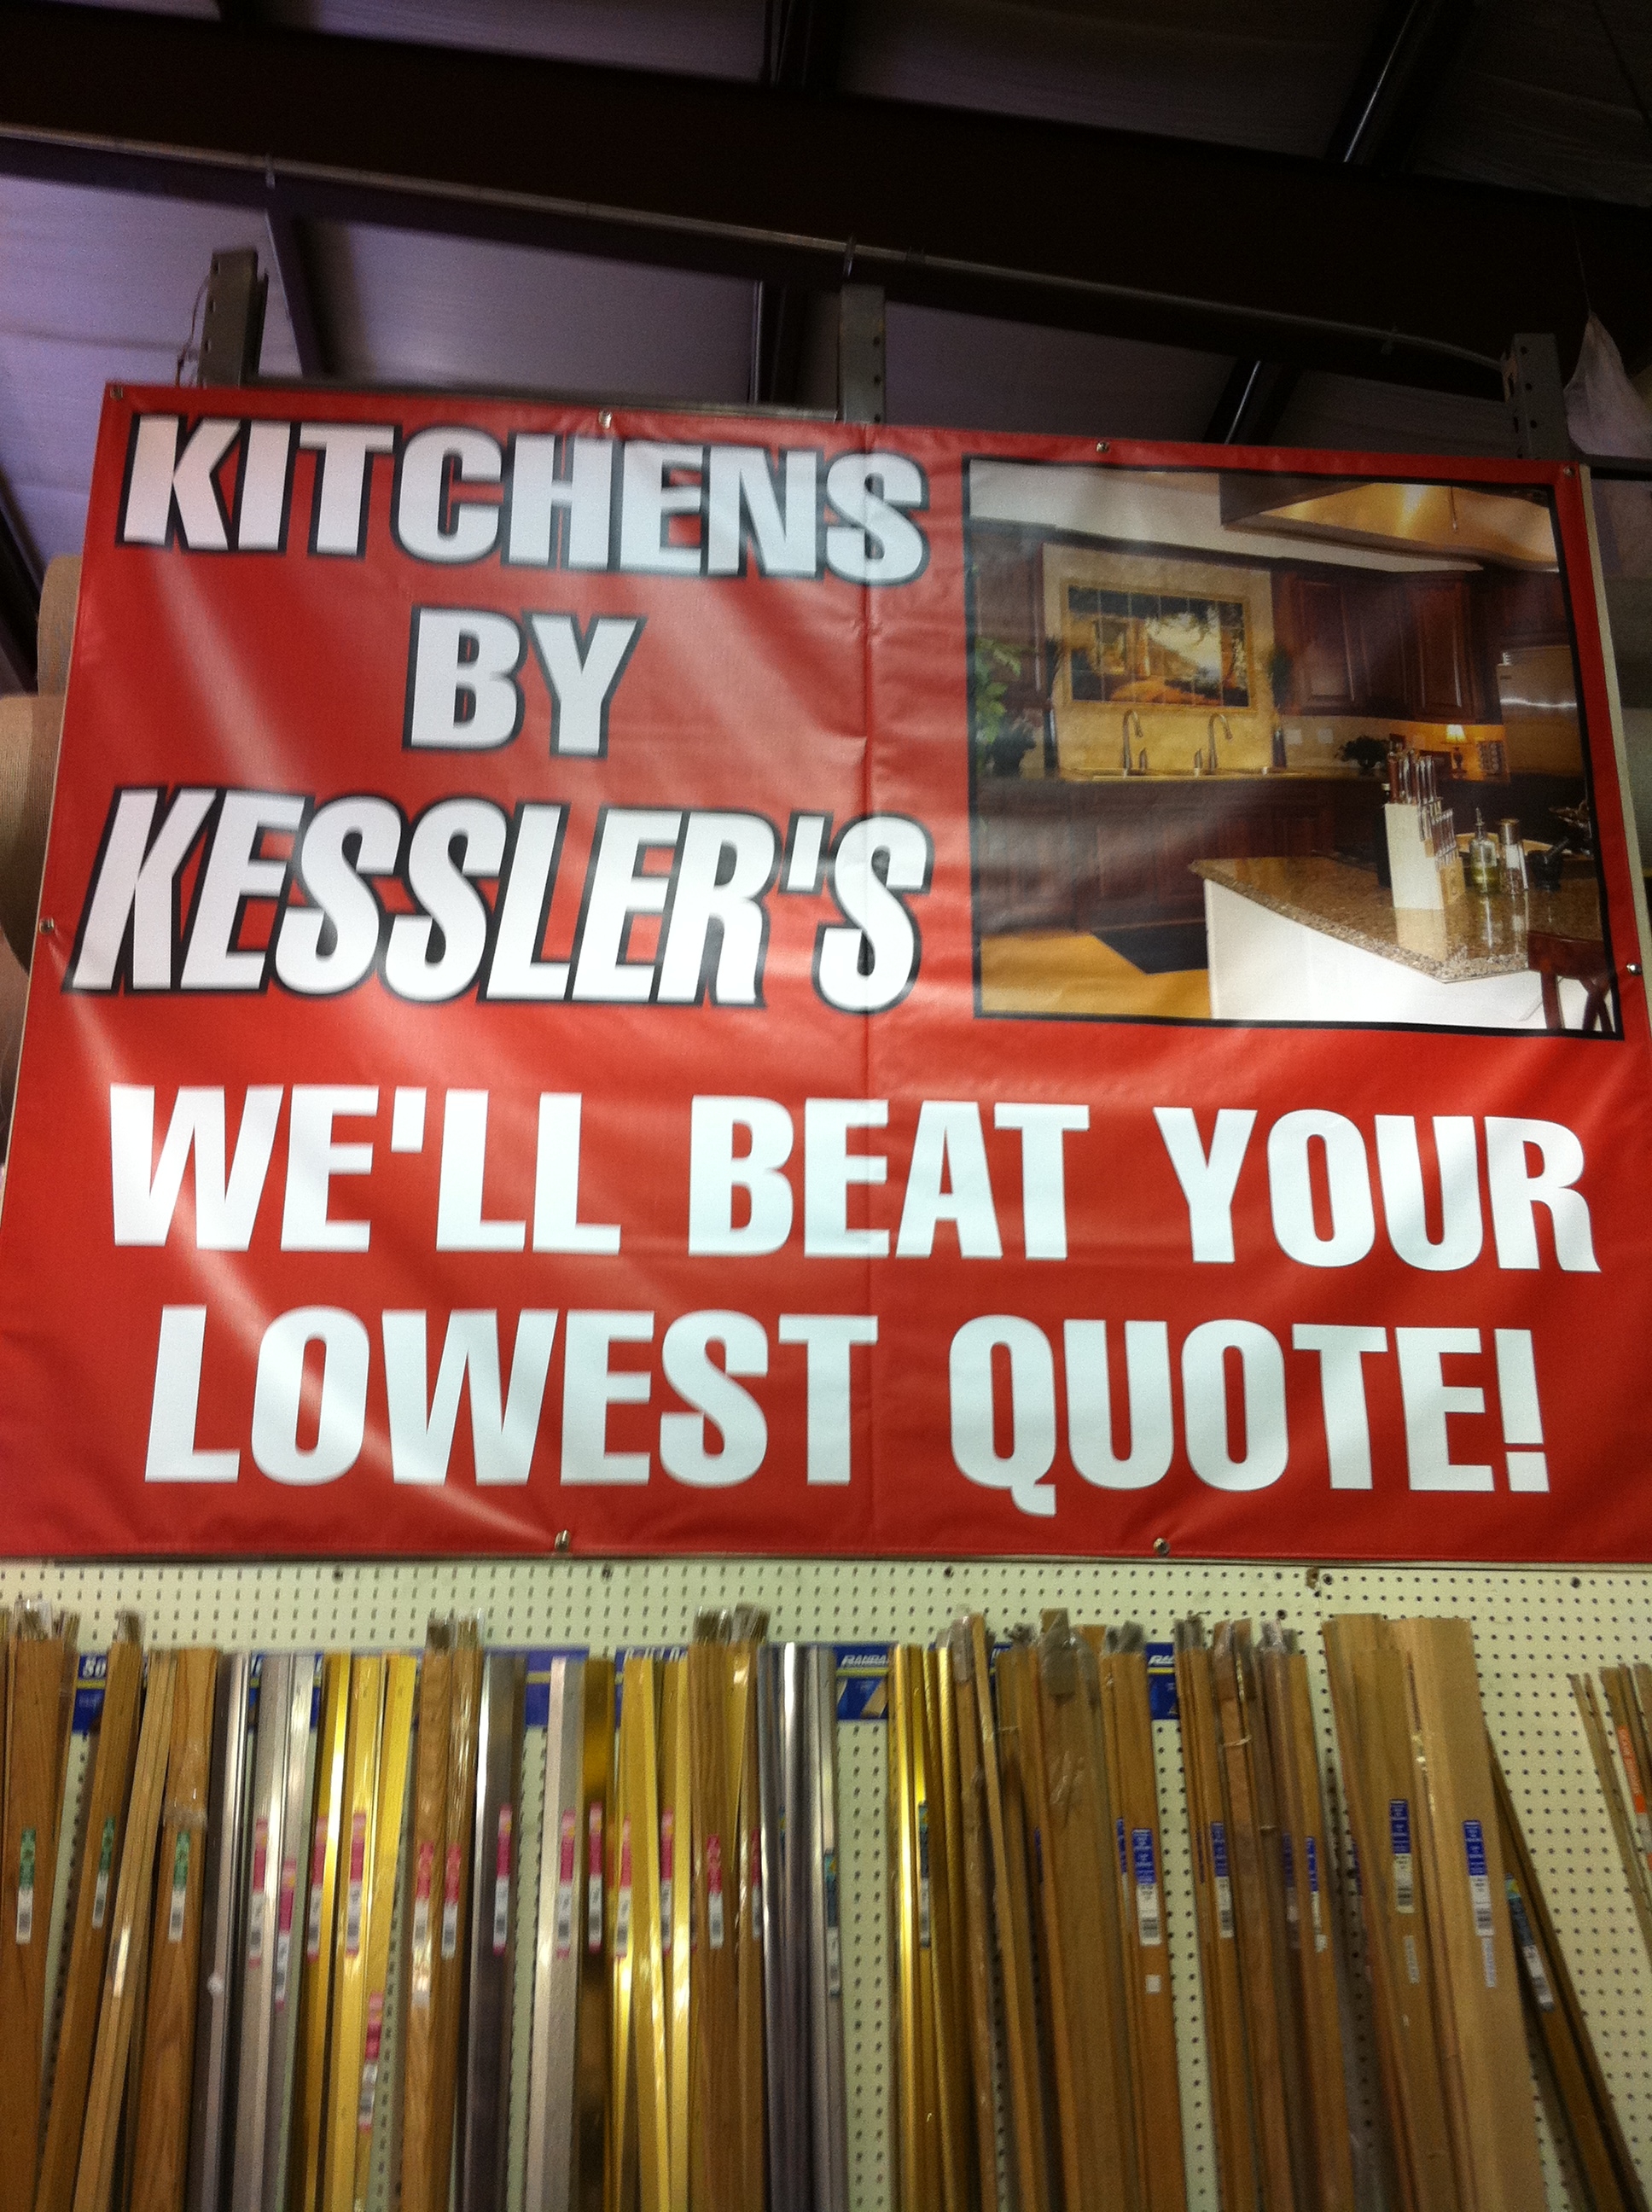 KITCHENS
BY
KESSLER'S
WE'LL BEAT YOUR
LOWEST QUOTE!